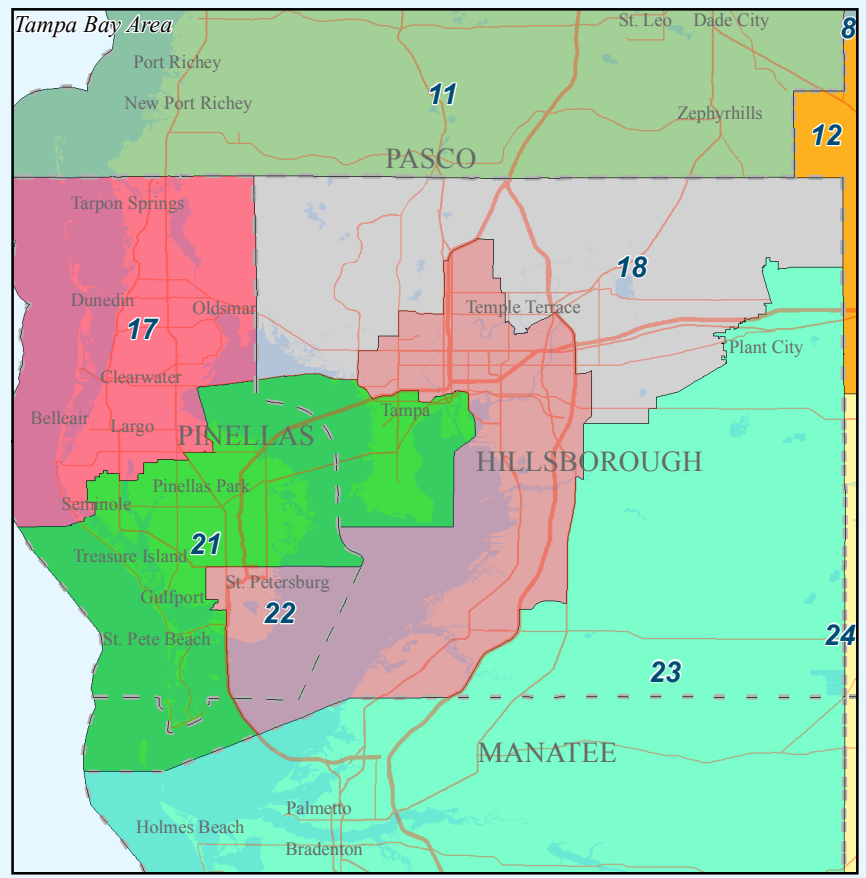 Tampa Bay Area
St. Leo
Dade City
8
Port Richey
11
New Port Richey
Zephyrhills
12
PASCO
Tarpon Springs
18
Dunedin
Oldsmar
Temple Terrace
17
Plant City
Clearwater
Belleair
Tampa
Largo
PINELLAS
HILLSBOROUGH
Pinellas Park
Seminole
21
Treasure Island
St. Petersburg
Gulfport
22
St. Pete Beach
24
23
MANATEE
Palmetto
Holmes Beach
Bradenton